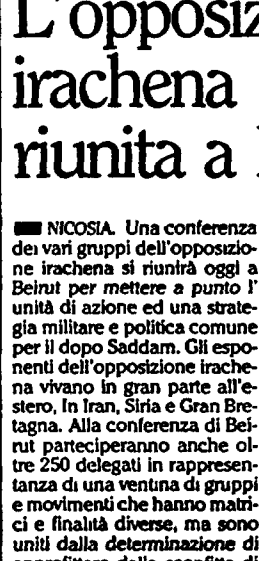 L'opposiz
irachena
riunita a
NICOSIA. Una conferenza
dei vari gruppi dell'opposizio-
ne irachena si riunirà oggi a
Beirut per mettere a punto l'
unità di azione ed una strate-
gia militare e politica comune
per il dopo Saddam. Gli espo-
nenti dell'opposizione irache-
na vivano in gran parte all'e-
stero, In Iran, Siria e Gran Bre-
tagna. Alla conferenza di Bei-
rut parteciperanno anche ol-
tre 250 delegati in rappresen-
tanza di una ventina di gruppi
e movimenti che hanno matri-
ci e finalità diverse, ma sono
uniti dalla determinazione di